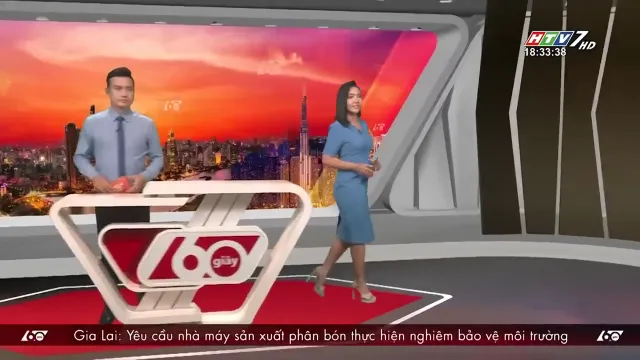 HTV7 HD
18:33:38
60 giây
Gia Lai: Yêu cầu nhà máy sản xuất phân bón thực hiện nghiêm bảo vệ môi trường